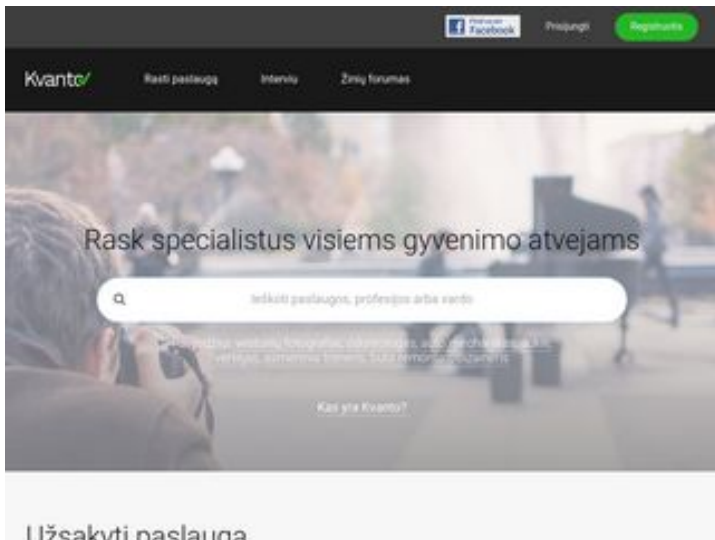 Facebook
Prisijungti
Registruotis
Kvanto
Rasti paslaugą
Interviu
Žinių forumas
Rask specialistus visiems gyvenimo atvejams
Ieškoti paslaugos, profesijos arba vardo
Kas yra Kvanto?
Užsakyti paslaugą